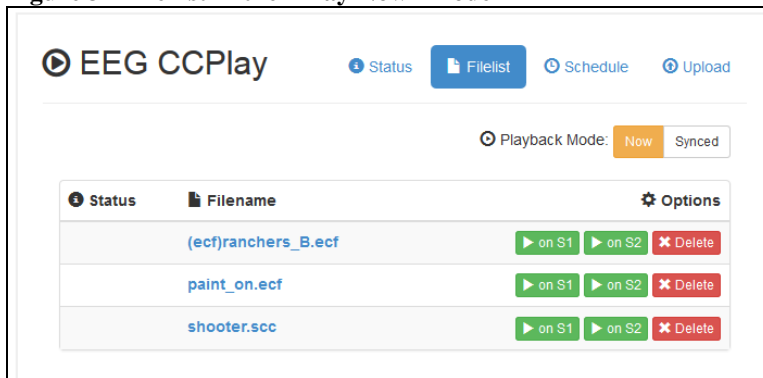 EEG CCPlay Status Filelist Schedule Upload
Playback Mode: Now Synced
Status Filename Options
(ecf)ranchers_B.ecf on S1 on S2 Delete
paint_on.ecf on S1 on S2 Delete
shooter.scc on S1 on S2 Delete